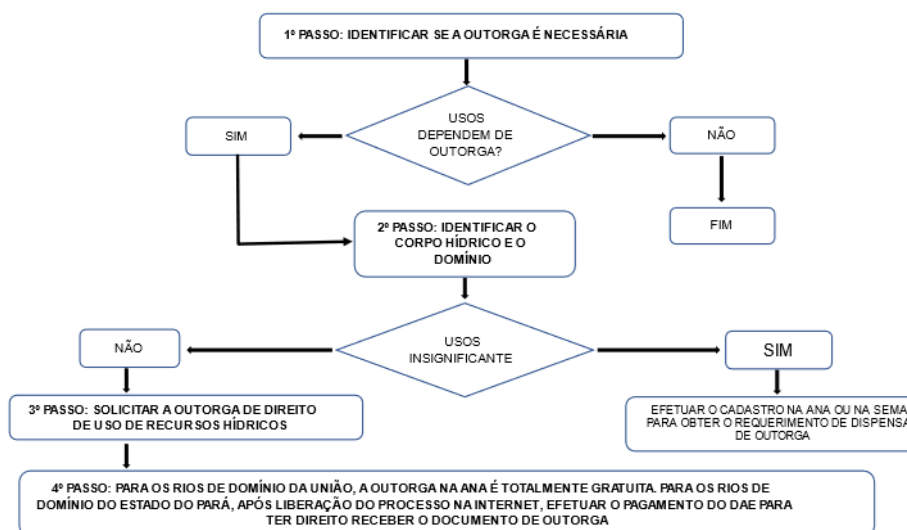 1º PASSO: IDENTIFICAR SE A OUTORGA É NECESSÁRIA
USOS
DEPENDEM DE
OUTORGA?
SIM
NÃO
FIM
2º PASSO: IDENTIFICAR O
CORPO HÍDRICO E O
DOMÍNIO
USOS
INSIGNIFICANTE
NÃO
SIM
3º PASSO: SOLICITAR A OUTORGA DE DIREITO
DE USO DE RECURSOS HÍDRICOS
EFETUAR O CADASTRO NA ANA OU NA SEMA
PARA OBTER O REQUERIMENTO DE DISPENSA
DE OUTORGA
4º PASSO: PARA OS RIOS DE DOMÍNIO DA UNIÃO, A OUTORGA NA ANA É TOTALMENTE GRATUITA. PARA OS RIOS DE
DOMÍNIO DO ESTADO DO PARÁ, APÓS LIBERAÇÃO DO PROCESSO NA INTERNET, EFETUAR O PAGAMENTO DO DAE PARA
TER DIREITO RECEBER O DOCUMENTO DE OUTORGA